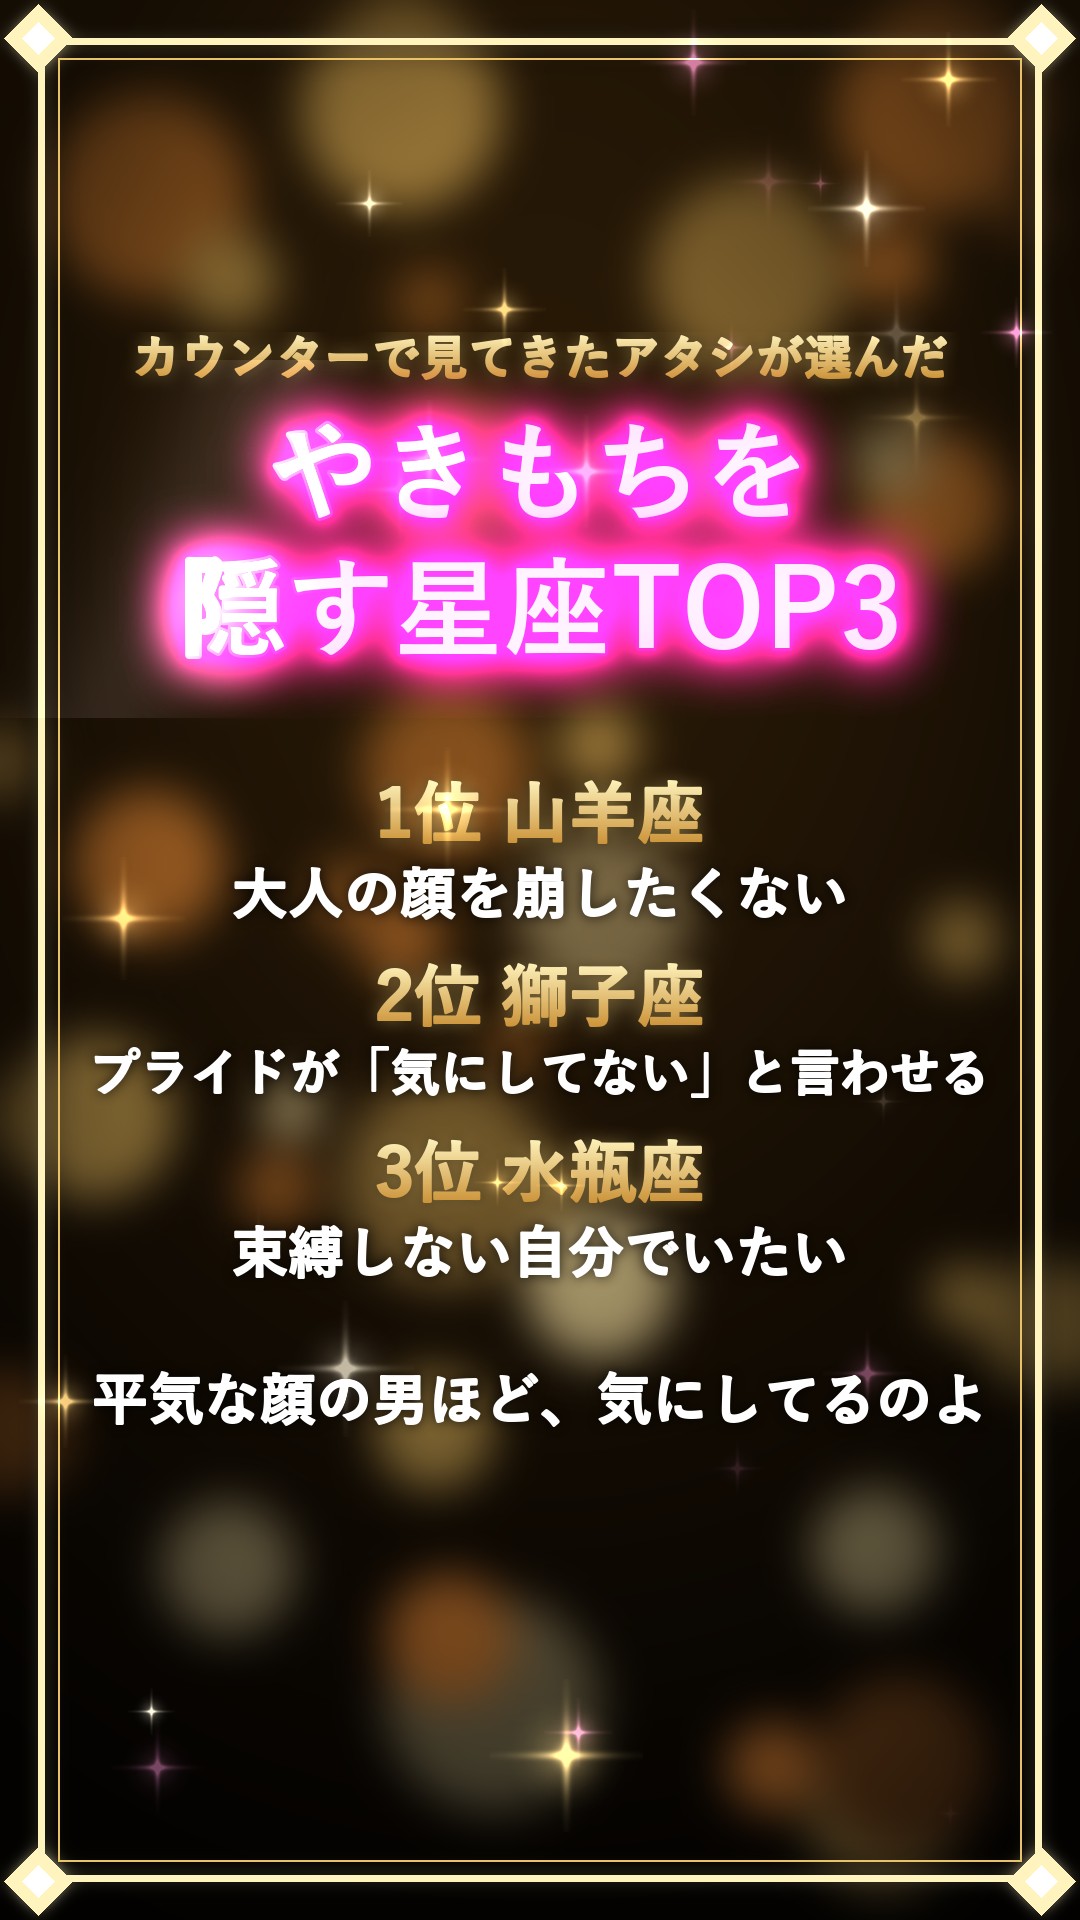 カウンターで見てきたアタシが選んだ
やきもちを
隠す星座TOP3
1位 山羊座
大人の顔を崩したくない
2位 獅子座
プライドが「気にしてない」と言わせる
3位 水瓶座
束縛しない自分でいたい
平気な顔の男ほど、気にしてるのよ